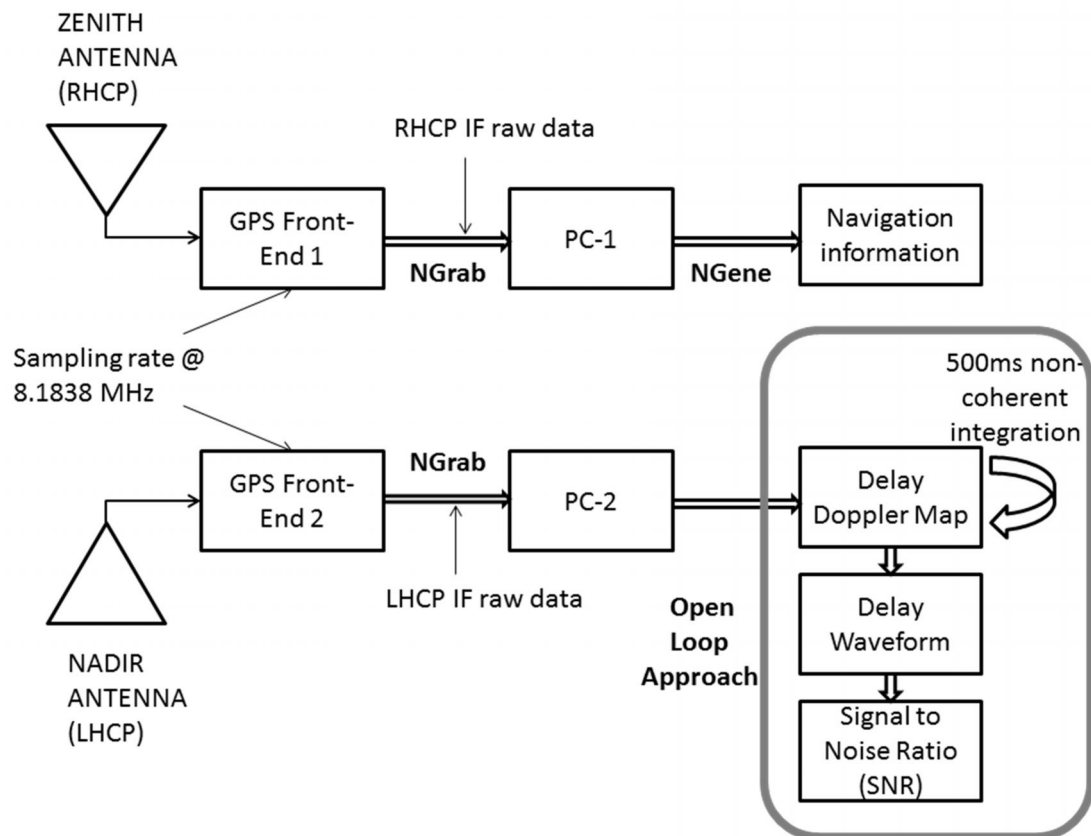 ZENITH
ANTENNA
(RHCP)
RHCP IF raw data
GPS Front-
End 1
NGrab
PC-1
NGene
Navigation
information
Sampling rate @
8.1838 MHz
500ms non-
coherent
integration
GPS Front-
End 2
NGrab
PC-2
Delay
Doppler Map
LHCP IF raw data
Open
Loop
Approach
Delay
Waveform
NADIR
ANTENNA
(LHCP)
Signal to
Noise Ratio
(SNR)